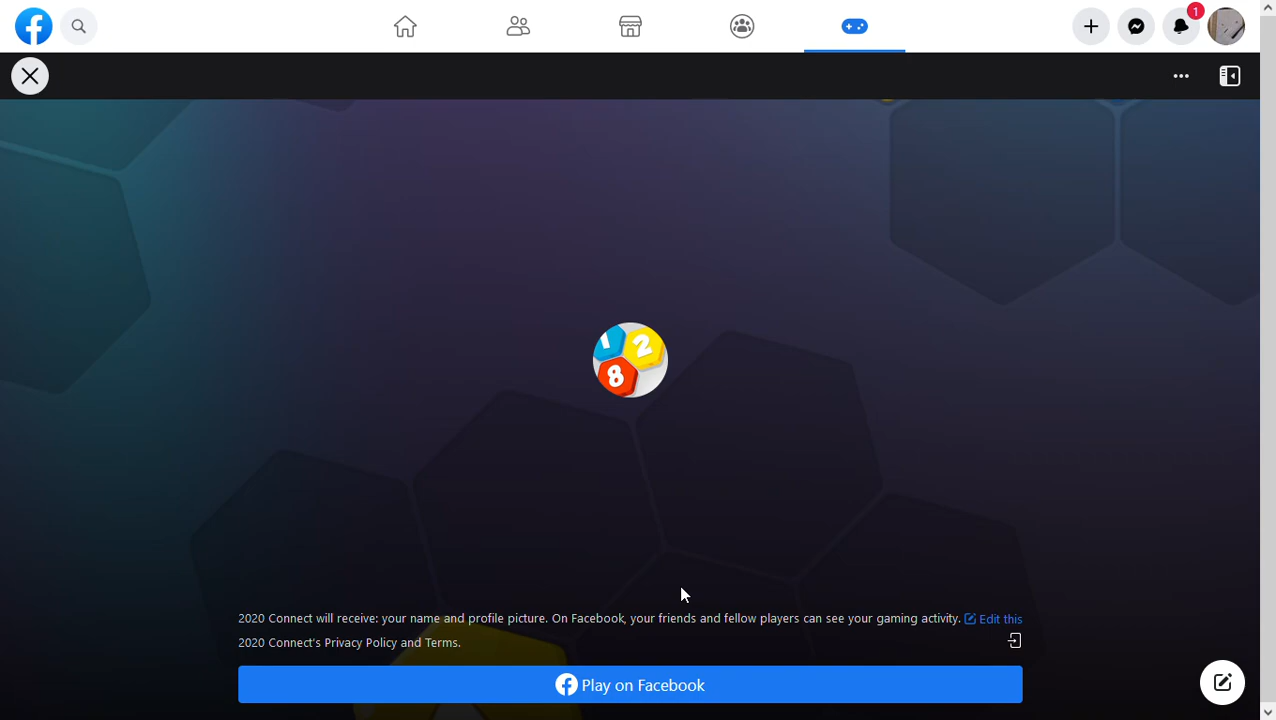 1
1 2
8
2020 Connect will receive: your name and profile picture. On Facebook, your friends and fellow players can see your gaming activity. Edit this
2020 Connect's Privacy Policy and Terms.
Play on Facebook